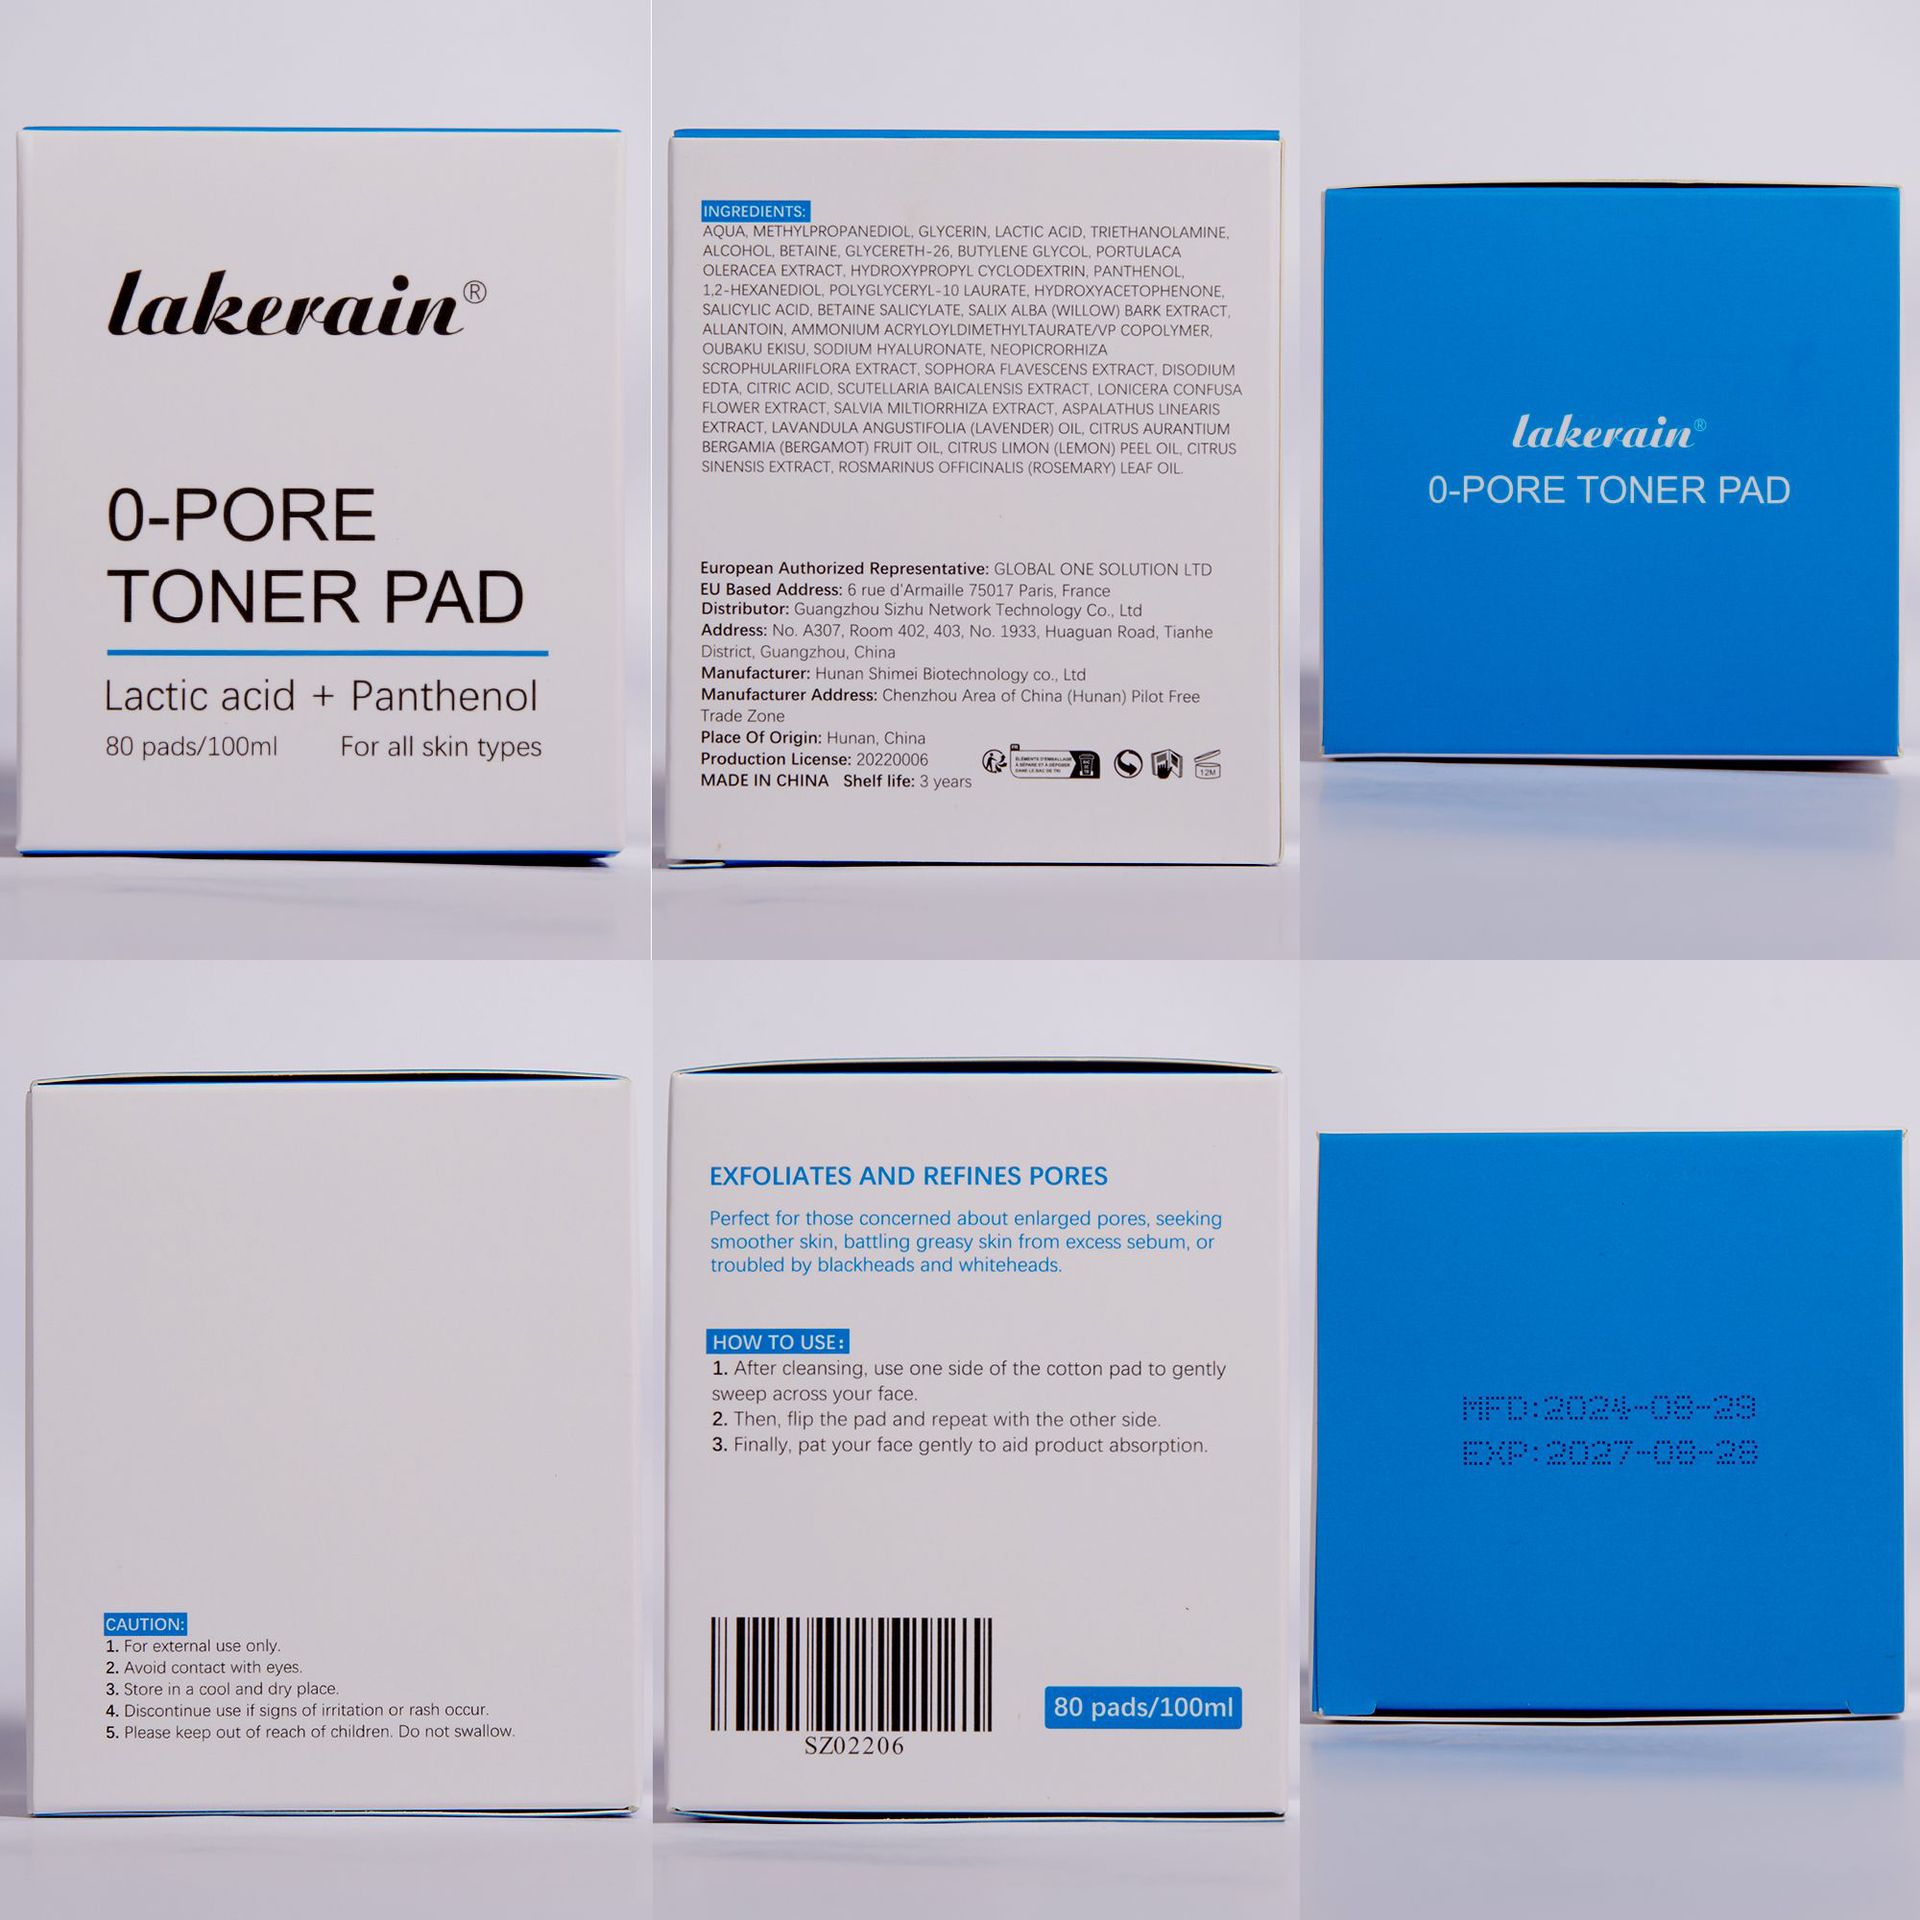 lakerain®
0-PORE
TONER PAD
Lactic acid + Panthenol
80 pads/100ml For all skin types
INGREDIENTS:
AQUA, METHYLPROPANEDIOL, GLYCERIN, LACTIC ACID, TRIETHANOLAMINE,
ALCOHOL, BETAINE, GLYCERETH-26, BUTYLENE GLYCOL, PORTULACA
OLERACEA EXTRACT, HYDROXYPROPYL CYCLODEXTRIN, PANTHENOL,
1,2-HEXANEDIOL, POLYGLYCERYL-10 LAURATE, HYDROXYACETOPHENONE,
SALICYLIC ACID, BETAINE SALICYLATE, SALIX ALBA (WILLOW) BARK EXTRACT,
ALLANTOIN, AMMONIUM ACRYLOYLDIMETHYLTAURATE/VP COPOLYMER,
OUBAKU EKISU, SODIUM HYALURONATE, NEOPICRORHIZA
SCROPHULARIIFLORA EXTRACT, SOPHORA FLAVESCENS EXTRACT, DISODIUM
EDTA, CITRIC ACID, SCUTELLARIA BAICALENSIS EXTRACT, LONICERA CONFUSA
FLOWER EXTRACT, SALVIA MILTIORRHIZA EXTRACT, ASPALATHUS LINEARIS
EXTRACT, LAVANDULA ANGUSTIFOLIA (LAVENDER) OIL, CITRUS AURANTIUM
BERGAMIA (BERGAMOT) FRUIT OIL, CITRUS LIMON (LEMON) PEEL OIL, CITRUS
SINENSIS EXTRACT, ROSMARINUS OFFICINALIS (ROSEMARY) LEAF OIL.
European Authorized Representative: GLOBAL ONE SOLUTION LTD
EU Based Address: 6 rue d'Armaille 75017 Paris, France
Distributor: Guangzhou Sizhu Network Technology Co., Ltd
Address: No. A307, Room 402, 403, No. 1933, Huaguan Road, Tianhe
District, Guangzhou, China
Manufacturer: Hunan Shimei Biotechnology co., Ltd
Manufacturer Address: Chenzhou Area of China (Hunan) Pilot Free
Trade Zone
Place Of Origin: Hunan, China
Production License: 20220006
MADE IN CHINA Shelf life: 3 years
FR
ÉLÉMENTS D'EMBALLAGE
À SÉPARER ET À DÉPOSER
DANS LE BAC DE TRI
12M
lakerain®
0-PORE TONER PAD
CAUTION:
1. For external use only.
2. Avoid contact with eyes.
3. Store in a cool and dry place.
4. Discontinue use if signs of irritation or rash occur.
5. Please keep out of reach of children. Do not swallow.
EXFOLIATES AND REFINES PORES
Perfect for those concerned about enlarged pores, seeking
smoother skin, battling greasy skin from excess sebum, or
troubled by blackheads and whiteheads.
HOW TO USE:
1. After cleansing, use one side of the cotton pad to gently
sweep across your face.
2. Then, flip the pad and repeat with the other side.
3. Finally, pat your face gently to aid product absorption.
SZ02206
80 pads/100ml
MFD:2024-08-29
EXP:2027-08-28